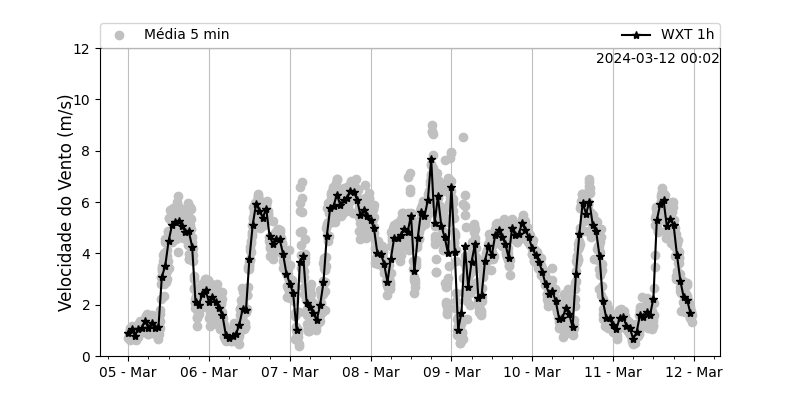 Média 5 min
WXT 1h
2024-03-12 00:02
Velocidade do Vento (m/s)
12
10
8
6
4
2
0
05 - Mar
06 - Mar
07 - Mar
08 - Mar
09 - Mar
10 - Mar
11 - Mar
12 - Mar